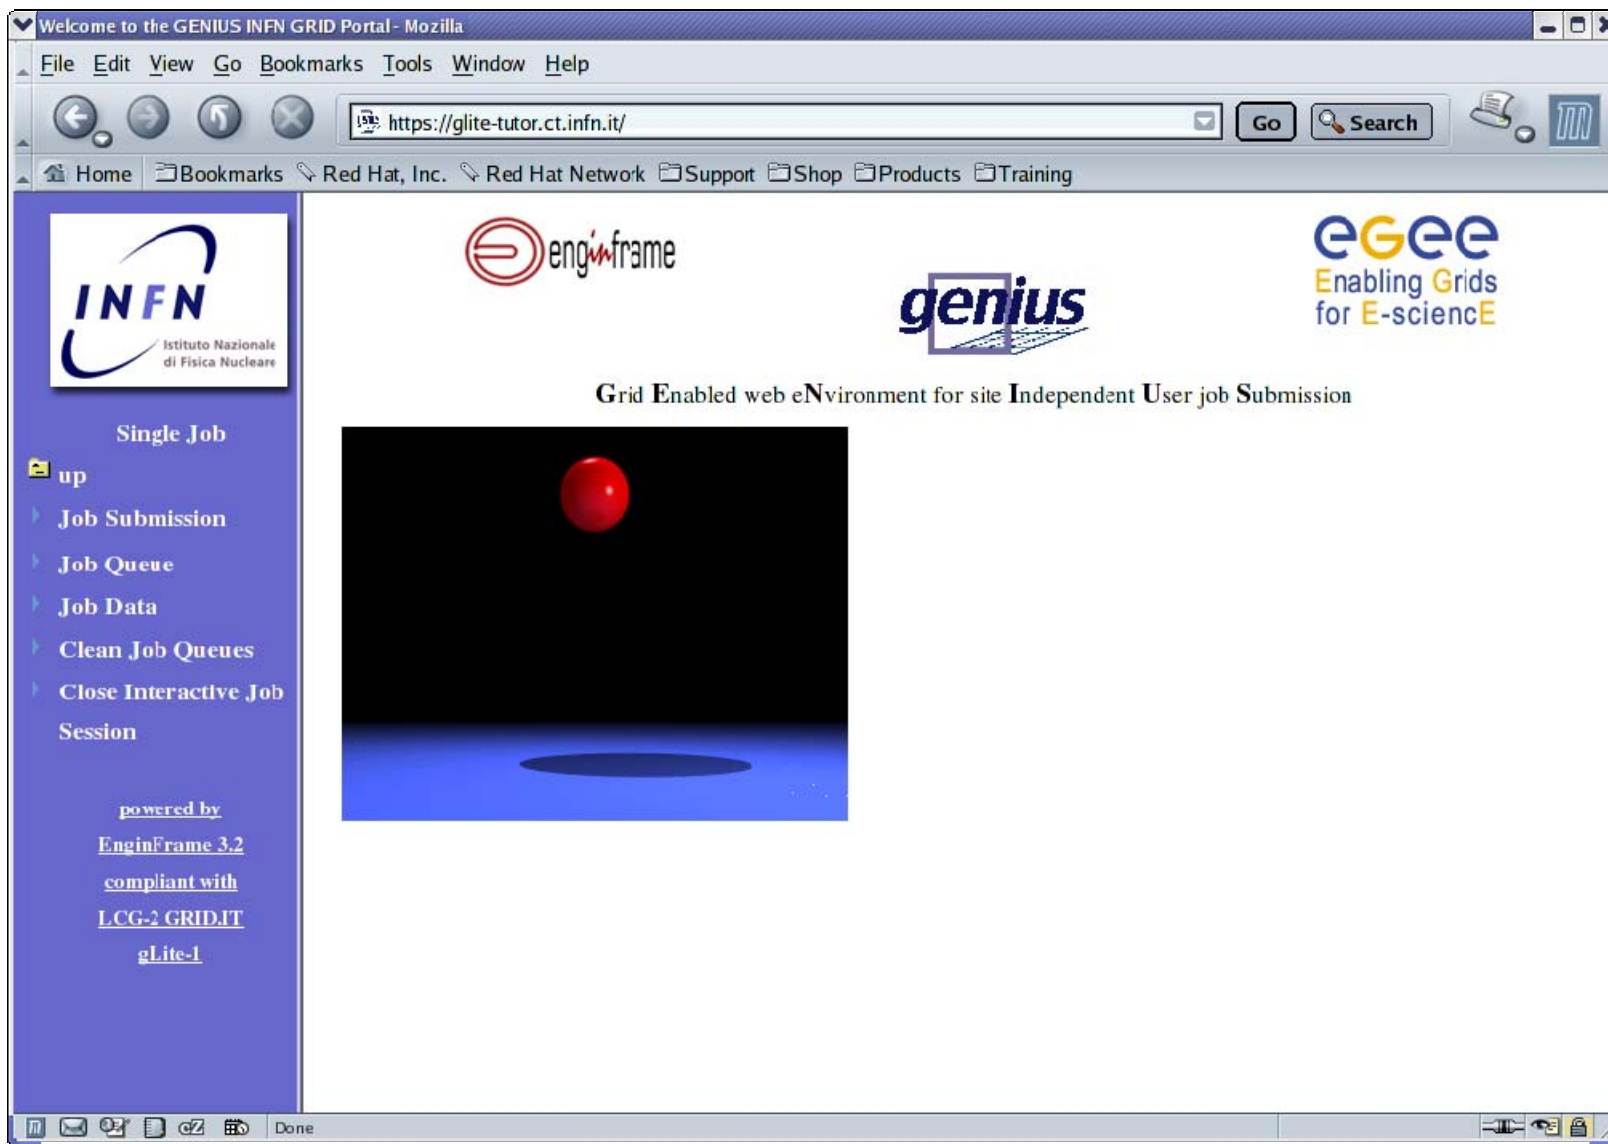 Welcome to the GENIUS INFN GRID Portal - Mozilla
File Edit View Go Bookmarks Tools Window Help
https://glite-tutor.ct.infn.it/
Go
Search
Home Bookmarks Red Hat, Inc. Red Hat Network Support Shop Products Training
INFN
Istituto Nazionale
di Fisica Nucleare
Single Job
up
Job Submission
Job Queue
Job Data
Clean Job Queues
Close Interactive Job
Session
powered by
EnginFrame 3.2
compliant with
LCG-2 GRID.IT
gLite-1
enginframe
genius
egee
Enabling Grids
for E-sciencE
Grid Enabled web eNvironment for site Independent User job Submission
Done